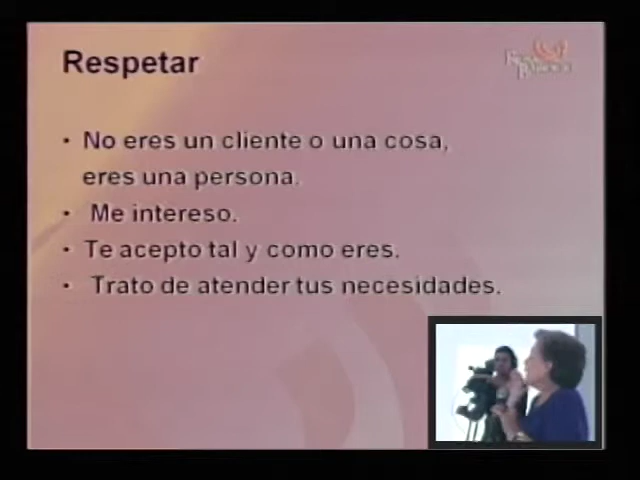 Respetar
• No eres un cliente o una cosa,
eres una persona.
• Me intereso.
• Te acepto tal y como eres.
• Trato de atender tus necesidades.